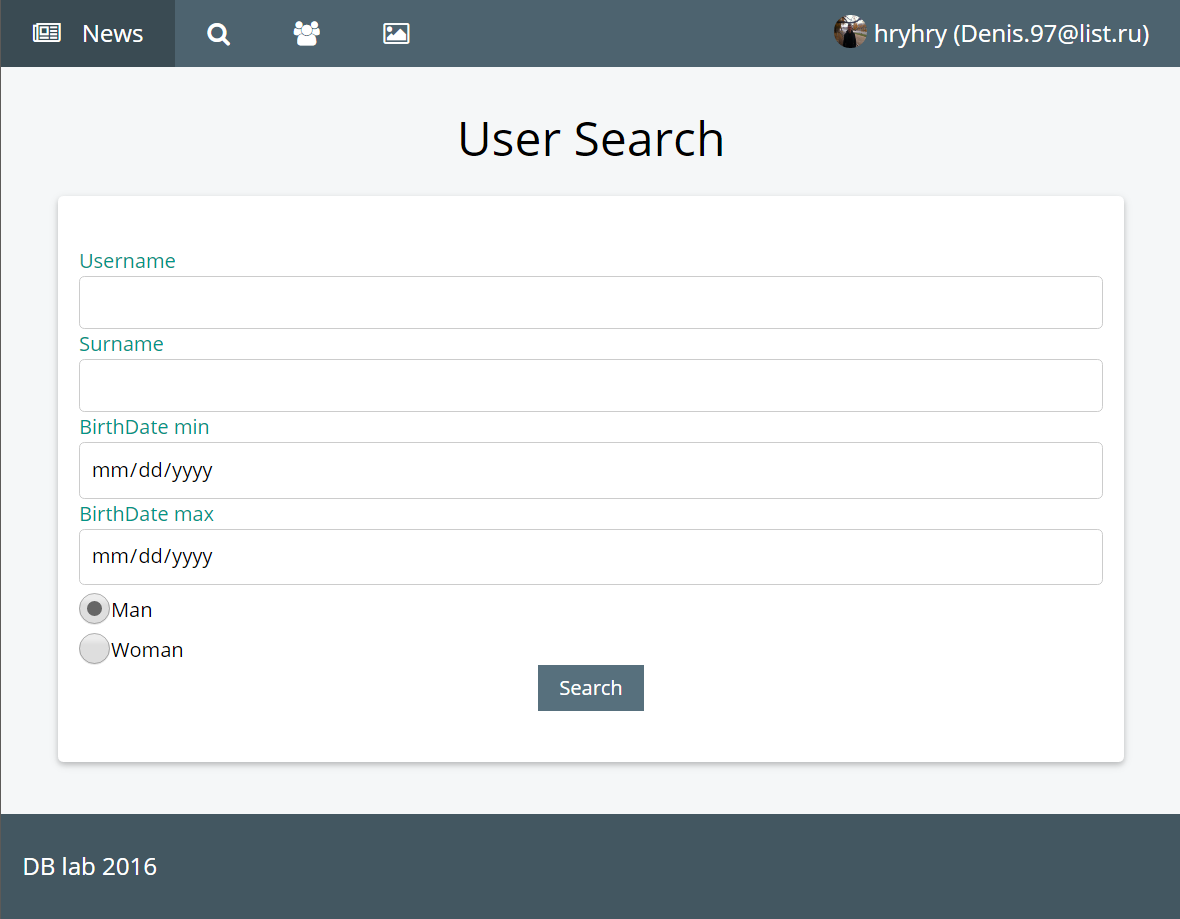 News
hryhry (Denis.97@list.ru)
User Search
Username
Surname
BirthDate min
mm/dd/yyyy
BirthDate max
mm/dd/yyyy
Man
Woman
Search
DB lab 2016